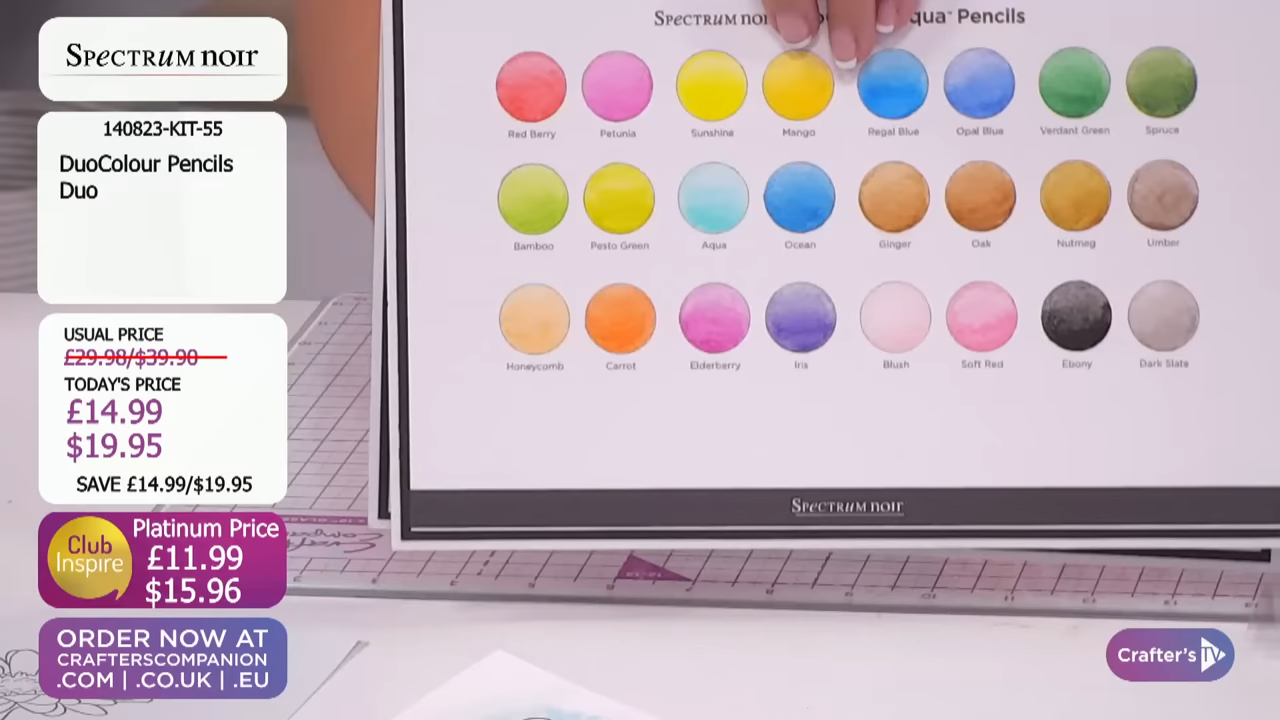 SPECTRUM NOIR
140823-KIT-55
DuoColour Pencils
Duo
USUAL PRICE
£29.98/$39.90
TODAY'S PRICE
£14.99
$19.95
SAVE £14.99/$19.95
Club
Inspire
Platinum Price
£11.99
$15.96
ORDER NOW AT
CRAFTERSCOMPANION
.COM | .CO.UK | .EU
Pencils
Red Berry Petunia Sunshine Mango Regal Blue Opal Blue Verdant Green Spruce
Bamboo Pesto Green Aqua Ocean Ginger Oak Nutmeg Umber
Honeycomb Carrot Elderberry Iris Blush Soft Red Ebony Dark Slate
SPECTRUM NOIR
Crafter's TV